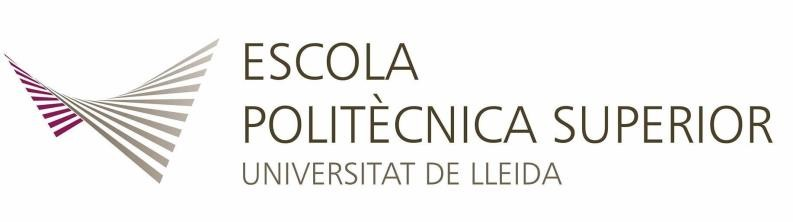 ESCOLA
POLITÈCNICA SUPERIOR
UNIVERSITAT DE LLEIDA